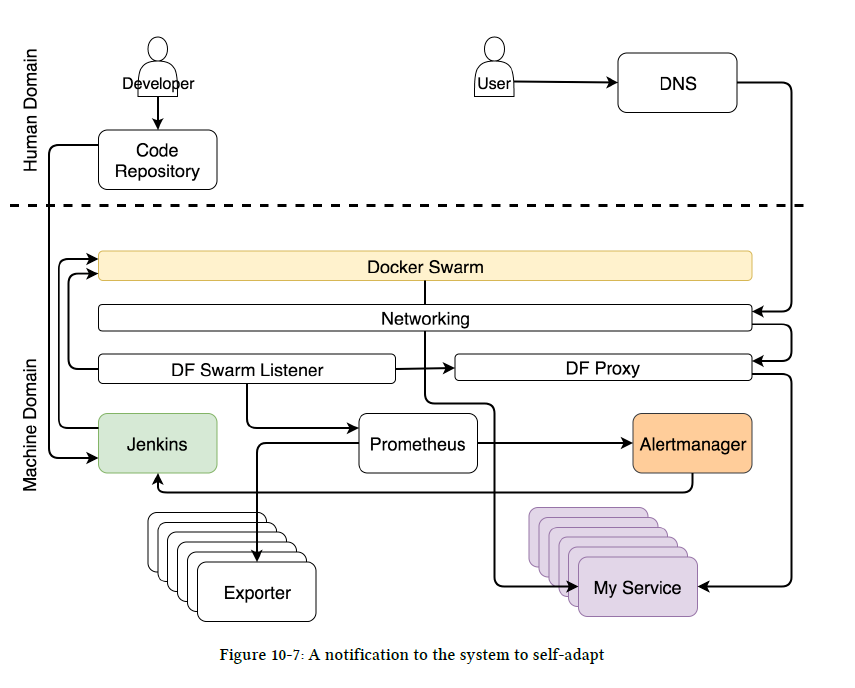 Human Domain
Developer
User
DNS
Code
Repository
Machine Domain
Docker Swarm
Networking
DF Swarm Listener
DF Proxy
Jenkins
Prometheus
Alertmanager
Exporter
My Service
Figure 10-7: A notification to the system to self-adapt